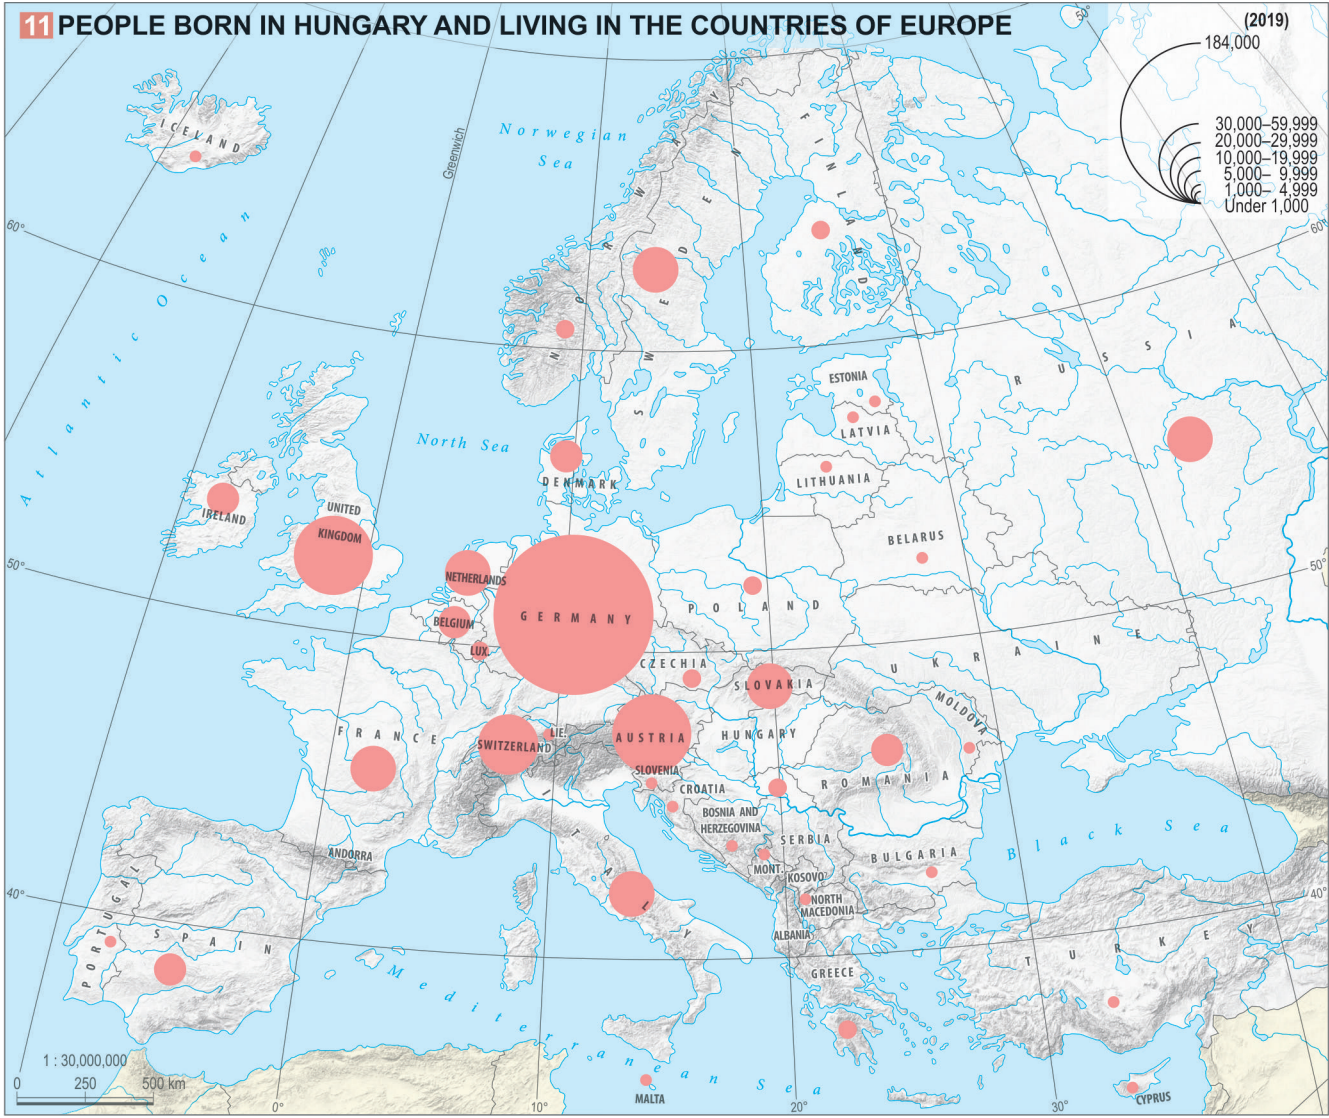 11 PEOPLE BORN IN HUNGARY AND LIVING IN THE COUNTRIES OF EUROPE
(2019)
184,000
30,000–59,999
20,000–29,999
10,000–19,999
5,000– 9,999
1,000– 4,999
Under 1,000
50°
60°
60°
50°
50°
40°
40°
Greenwich
Norwegian
Sea
Atlantic Ocean
North Sea
ICELAND
NORWAY
SWEDEN
FINLAND
RUSSIA
ESTONIA
LATVIA
LITHUANIA
BELARUS
DENMARK
IRELAND
UNITED
KINGDOM
NETHERLANDS
BELGIUM
LUX.
GERMANY
POLAND
CZECHIA
SLOVAKIA
UKRAINE
MOLDOVA
FRANCE
SWITZERLAND
LIE.
AUSTRIA
HUNGARY
ROMANIA
SLOVENIA
CROATIA
BOSNIA AND
HERZEGOVINA
SERBIA
MONT.
KOSOVO
BULGARIA
NORTH
MACEDONIA
ALBANIA
GREECE
ITALY
ANDORRA
PORTUGAL
SPAIN
TURKEY
Black Sea
Mediterranean Sea
MALTA
CYPRUS
1 : 30,000,000
0 250 500 km
0°
10°
20°
30°